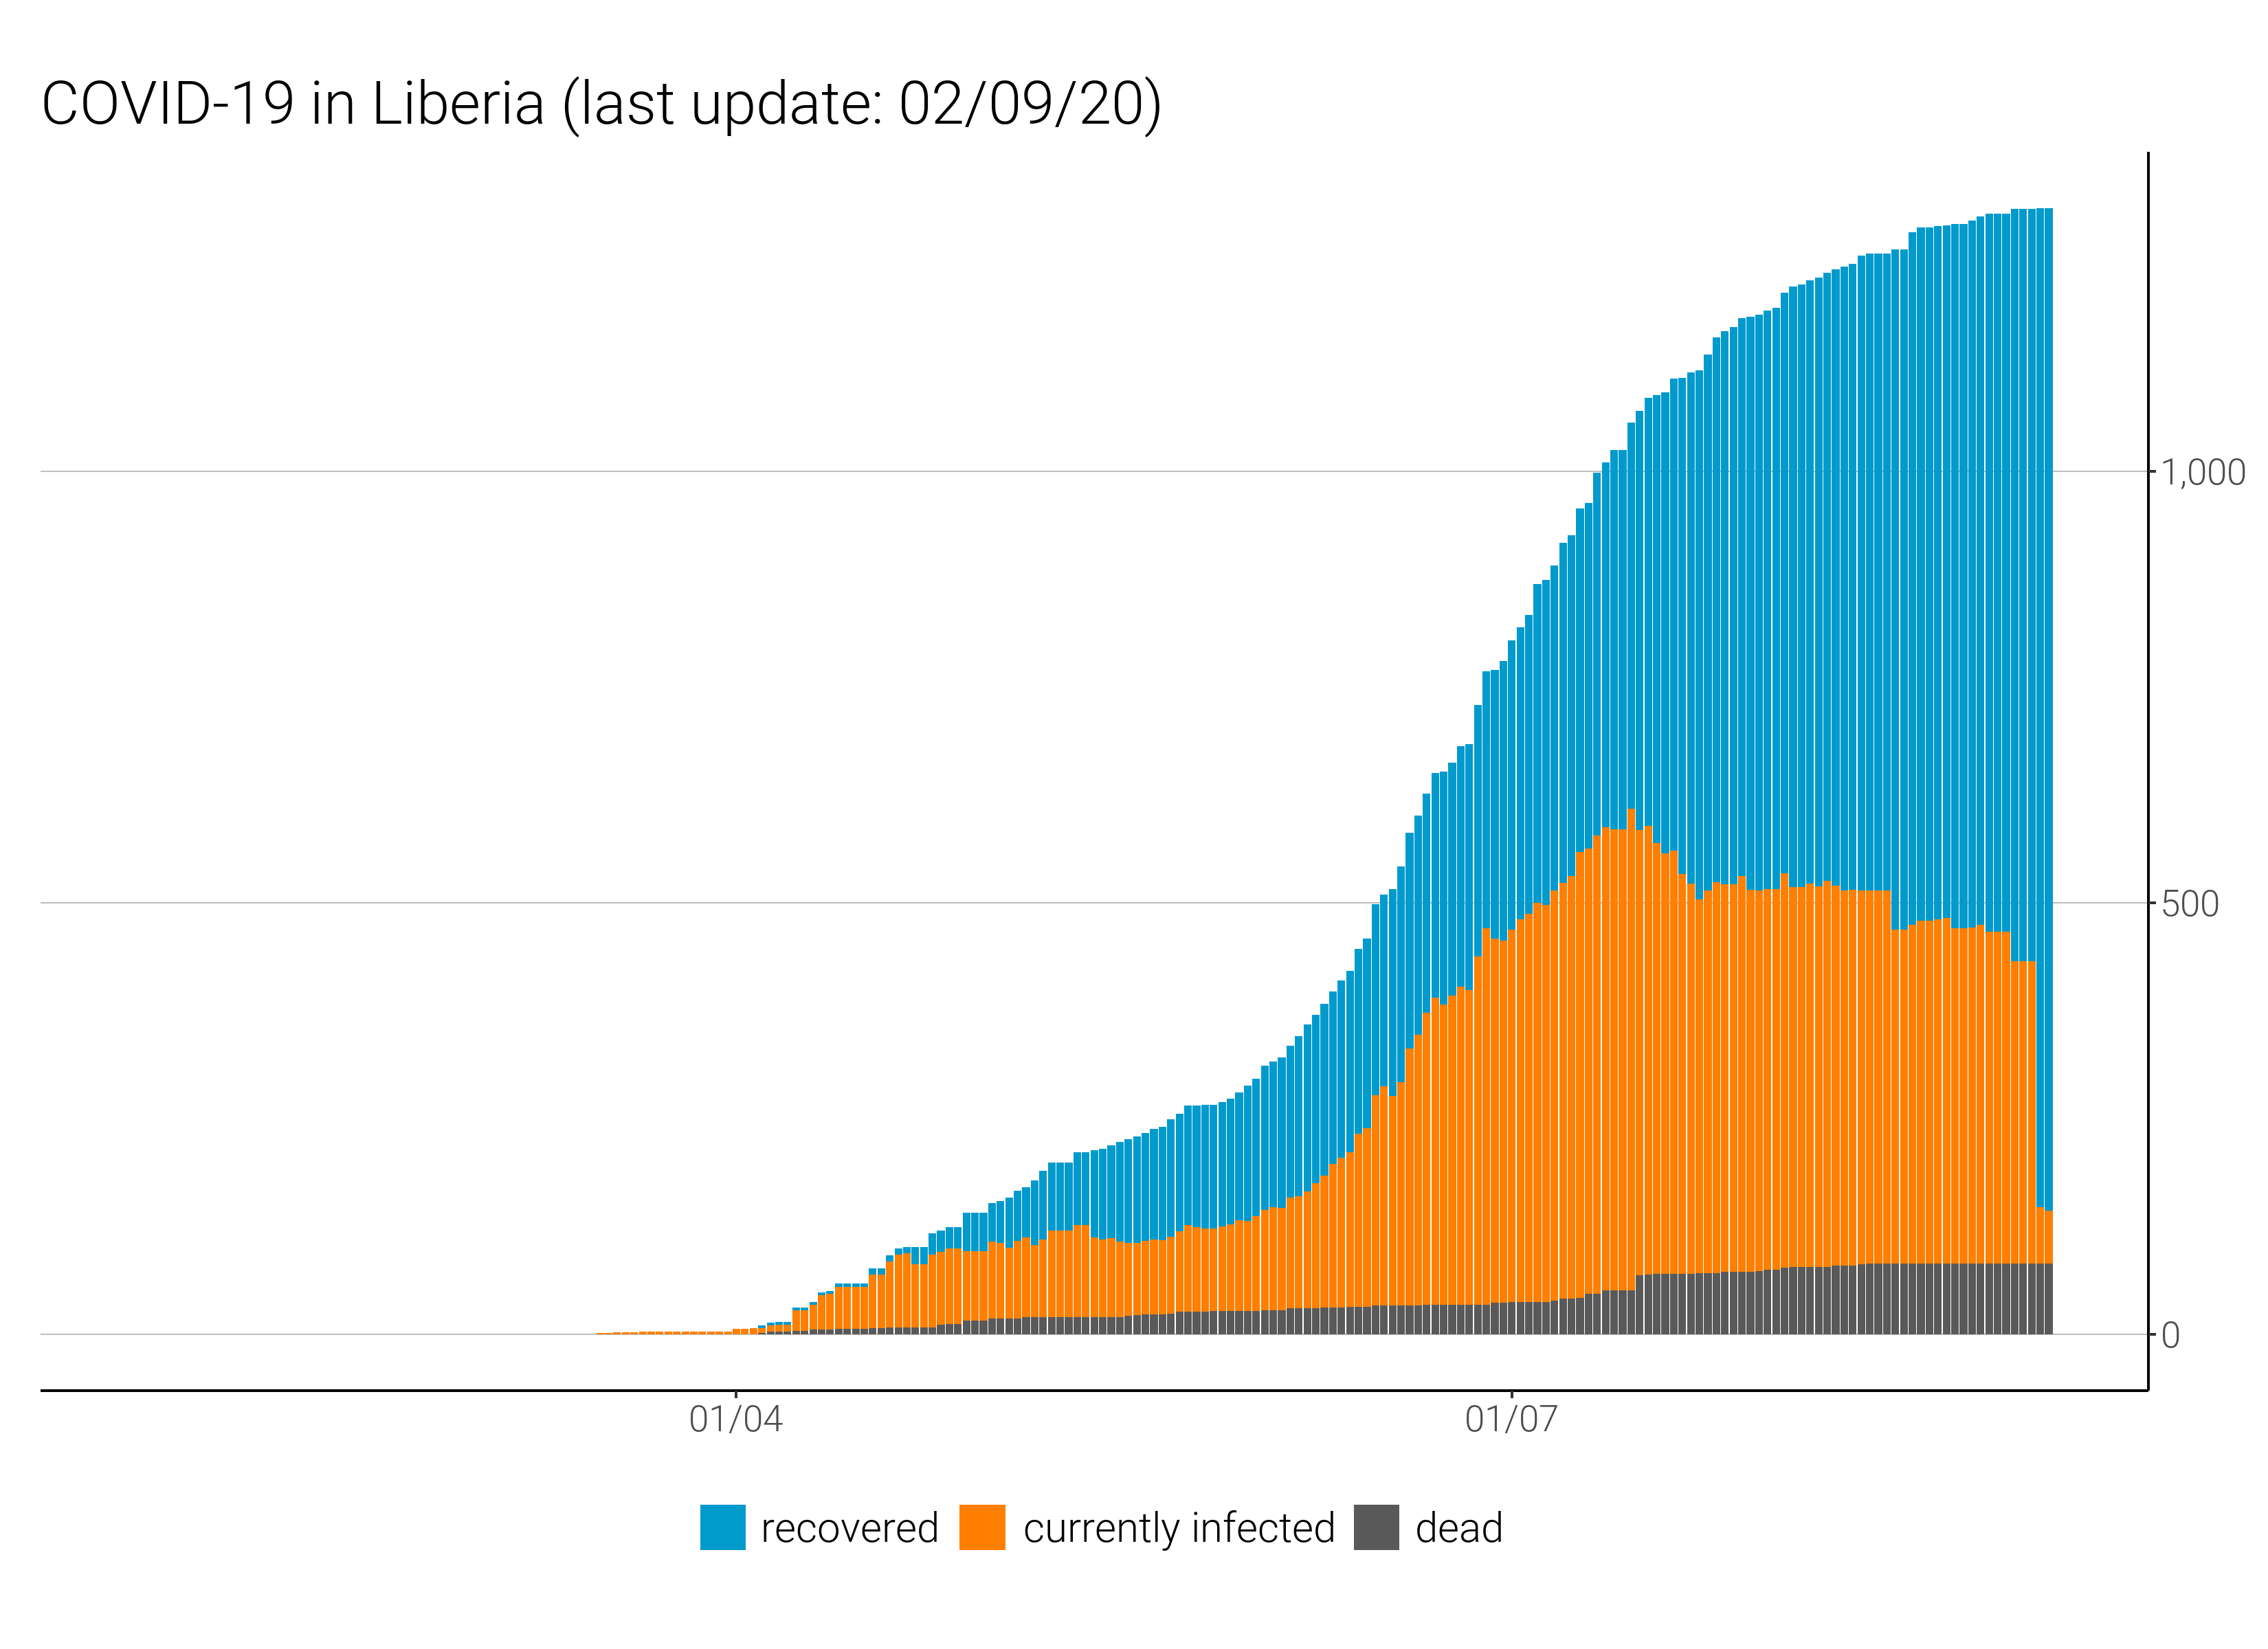 COVID-19 in Liberia (last update: 02/09/20)
1,000
500
0
01/04 01/07
recovered currently infected dead